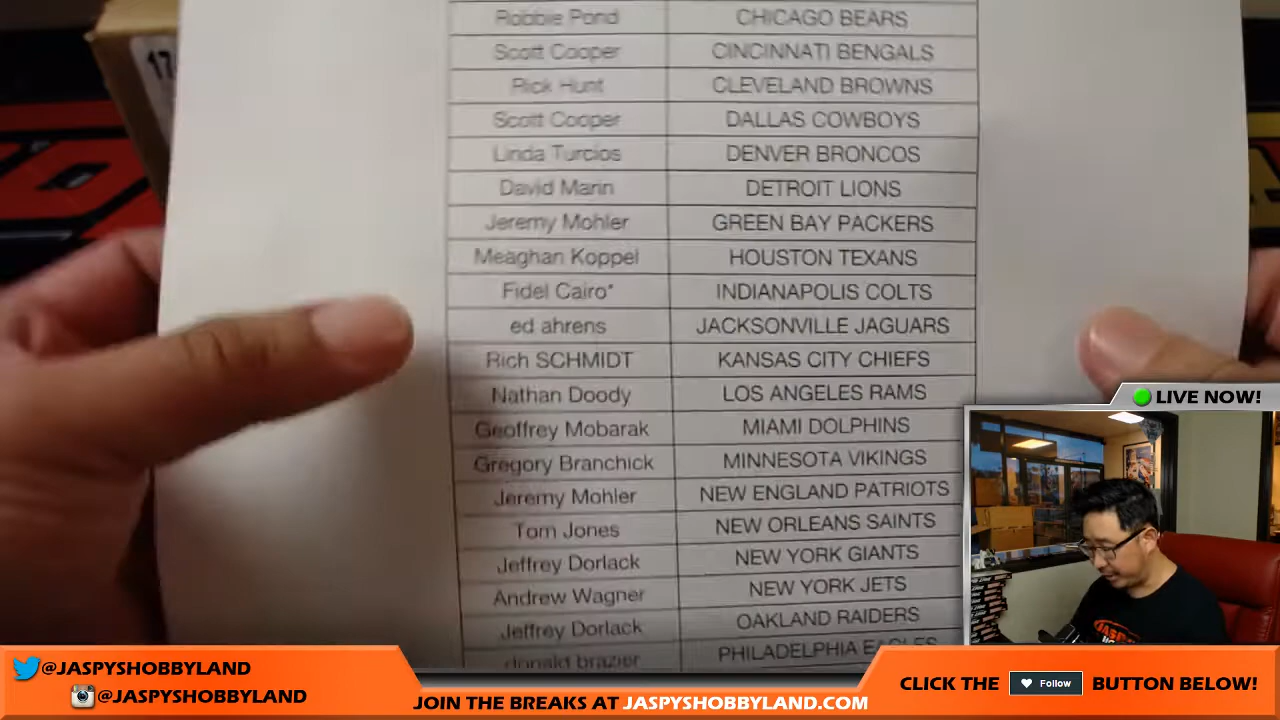 17
Robbie Pond CHICAGO BEARS
Scott Cooper CINCINNATI BENGALS
Rick Hunt CLEVELAND BROWNS
Scott Cooper DALLAS COWBOYS
Linda Turcios DENVER BRONCOS
David Mann DETROIT LIONS
Jeremy Mohler GREEN BAY PACKERS
Meaghan Koppel HOUSTON TEXANS
Fidel Cairo* INDIANAPOLIS COLTS
ed ahrens JACKSONVILLE JAGUARS
Rich SCHMIDT KANSAS CITY CHIEFS
Nathan Doody LOS ANGELES RAMS
Geoffrey Mobarak MIAMI DOLPHINS
Gregory Branchick MINNESOTA VIKINGS
Jeremy Mohler NEW ENGLAND PATRIOTS
Tom Jones NEW ORLEANS SAINTS
Jeffrey Dorlack NEW YORK GIANTS
Andrew Wagner NEW YORK JETS
Jeffrey Dorlack OAKLAND RAIDERS
donald brazier PHILADELPHIA EAGLES
LIVE NOW!
@JASPYSHOBBYLAND
@JASPYSHOBBYLAND
JOIN THE BREAKS AT JASPYSHOBBYLAND.COM
CLICK THE Follow BUTTON BELOW!